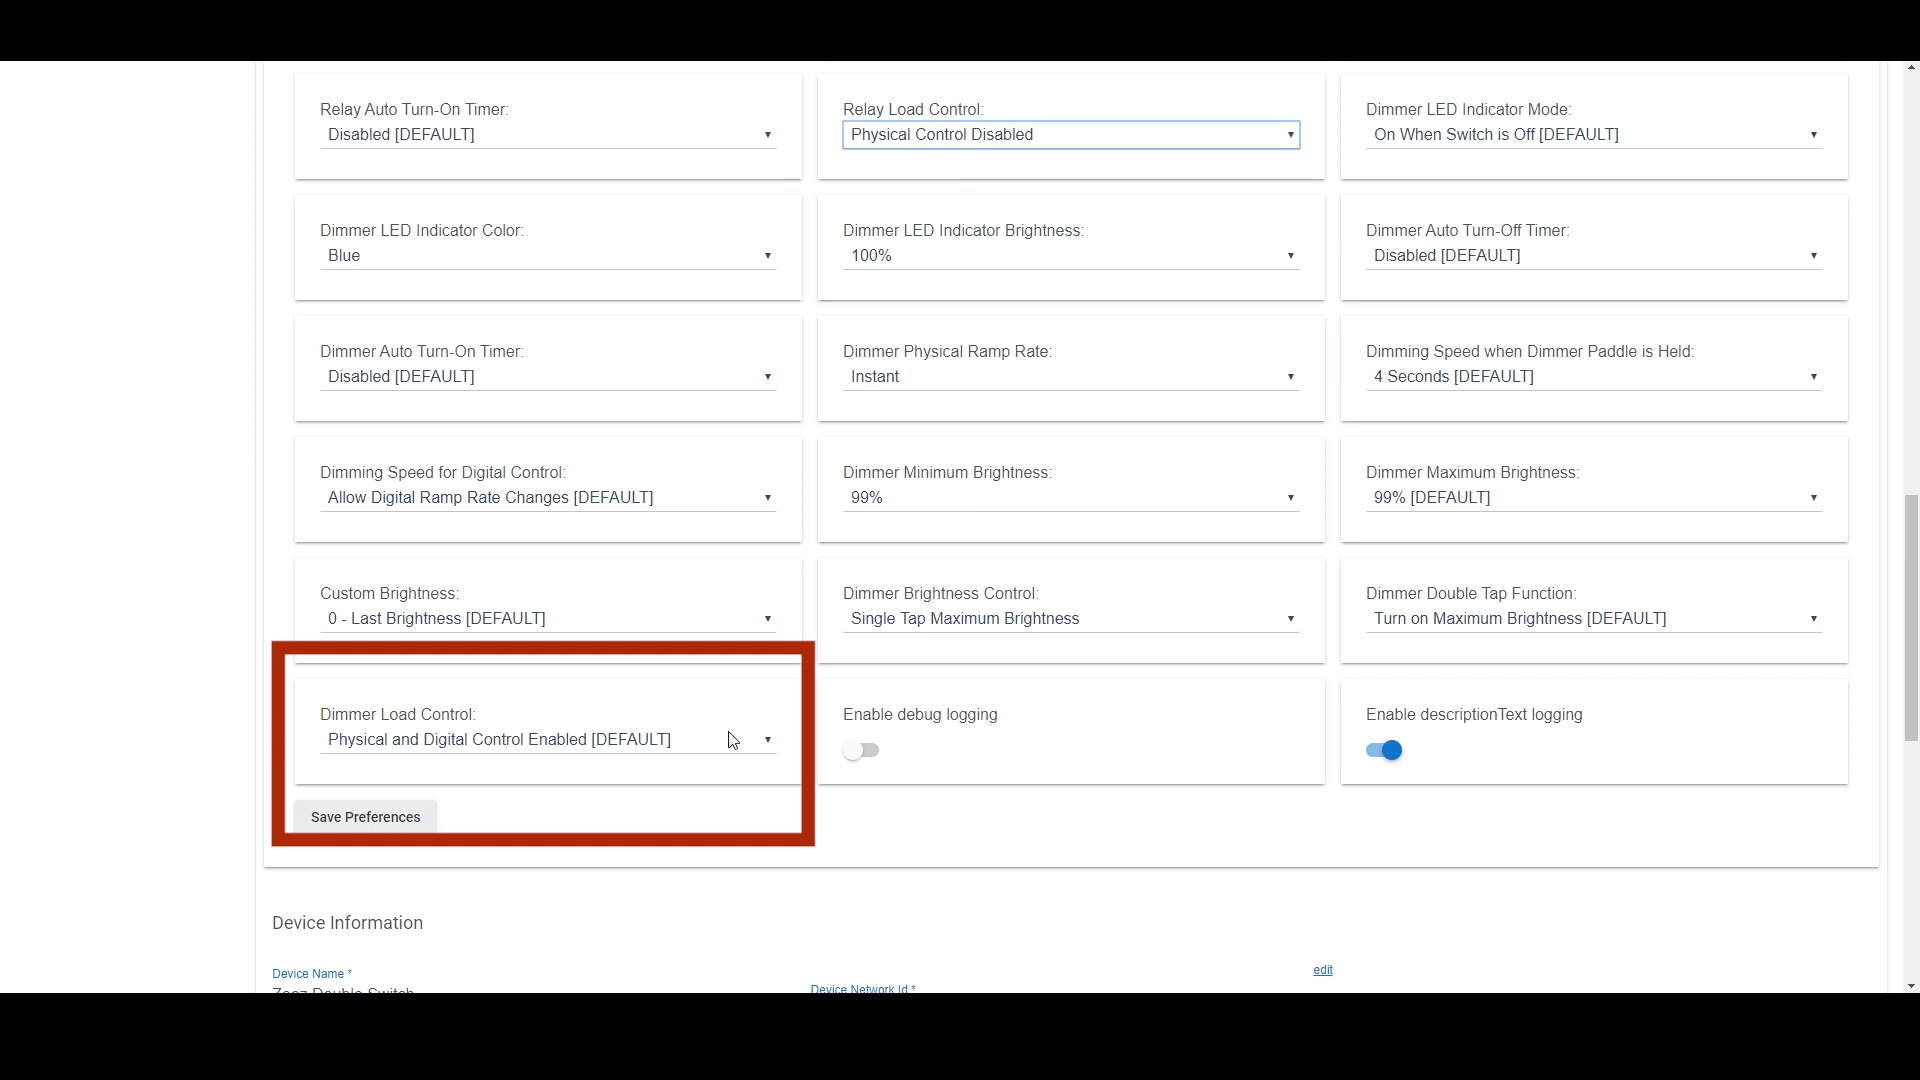 Relay Auto Turn-On Timer:
Disabled [DEFAULT]
Relay Load Control:
Physical Control Disabled
Dimmer LED Indicator Mode:
On When Switch is Off [DEFAULT]
Dimmer LED Indicator Color:
Blue
Dimmer LED Indicator Brightness:
100%
Dimmer Auto Turn-Off Timer:
Disabled [DEFAULT]
Dimmer Auto Turn-On Timer:
Disabled [DEFAULT]
Dimmer Physical Ramp Rate:
Instant
Dimming Speed when Dimmer Paddle is Held:
4 Seconds [DEFAULT]
Dimming Speed for Digital Control:
Allow Digital Ramp Rate Changes [DEFAULT]
Dimmer Minimum Brightness:
99%
Dimmer Maximum Brightness:
99% [DEFAULT]
Custom Brightness:
0 - Last Brightness [DEFAULT]
Dimmer Brightness Control:
Single Tap Maximum Brightness
Dimmer Double Tap Function:
Turn on Maximum Brightness [DEFAULT]
Dimmer Load Control:
Physical and Digital Control Enabled [DEFAULT]
Enable debug logging
Enable descriptionText logging
Save Preferences
Device Information
Device Name *
edit
Zooz Double Switch
Device Network Id *